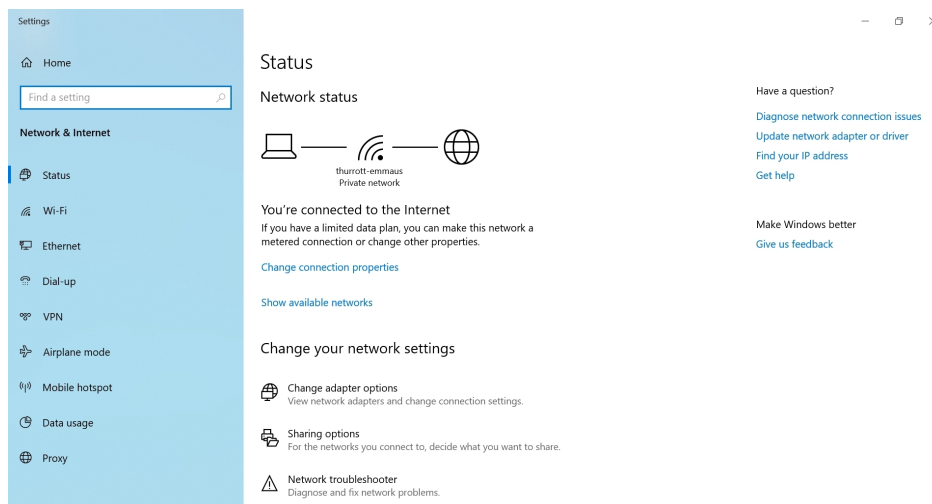 Settings
Home
Find a setting
Network & Internet
Status
Wi-Fi
Ethernet
Dial-up
VPN
Airplane mode
Mobile hotspot
Data usage
Proxy
Status
Network status
thurrott-emmaus
Private network
You're connected to the Internet
If you have a limited data plan, you can make this network a
metered connection or change other properties.
Change connection properties
Show available networks
Change your network settings
Change adapter options
View network adapters and change connection settings.
Sharing options
For the networks you connect to, decide what you want to share.
Network troubleshooter
Diagnose and fix network problems.
Have a question?
Diagnose network connection issues
Update network adapter or driver
Find your IP address
Get help
Make Windows better
Give us feedback